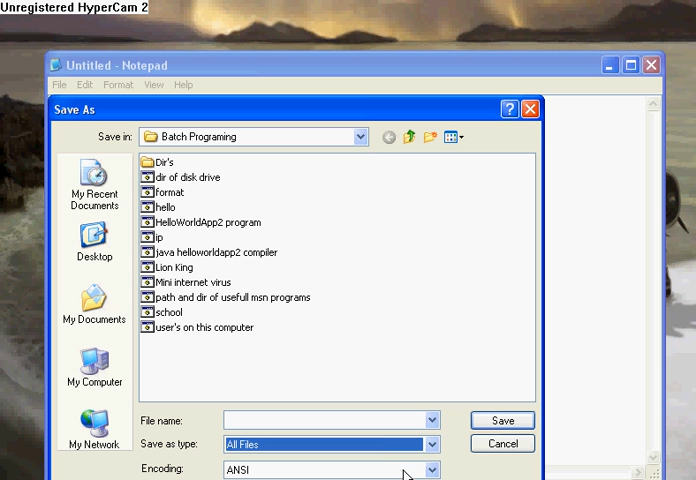 Unregistered HyperCam 2
Untitled - Notepad
File Edit Format View Help
Save As
Save in: Batch Programing
My Recent
Documents
Desktop
My Documents
My Computer
My Network
Dir's
dir of disk drive
format
hello
HelloWorldApp2 program
ip
java helloworldapp2 compiler
Lion King
Mini internet virus
path and dir of usefull msn programs
school
user's on this computer
File name:
Save
Save as type: All Files
Cancel
Encoding: ANSI